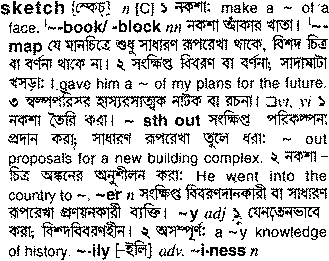 sketch [স্কেচ্] n [C] ১ নকশা: make a ~ of a
face. ~-book/ -block nn নকশা আঁকার খাতা। ~-
map যে মানচিত্রে শুধু সাধারণ রূপরেখা থাকে, বিশদ চিত্র
বা বর্ণনা থাকে না। ২ সংক্ষিপ্ত বিবরণ বা বর্ণনা; সাদামাটা
খসড়া: I gave him a ~ of my plans for the future.
৩ স্বল্পপরিসর হাস্যরসাত্মক নাটক বা রচনা। □vt, vi ১
নকশা তৈরি করা। ~ sth out সংক্ষিপ্ত পরিকল্পনা
প্রদান করা; সাধারণ রূপরেখা তুলে ধরা: ~ out
proposals for a new building complex. ২ নকশা-
চিত্র অঙ্কনের অনুশীলন করা: He went into the
country to ~, ~er n সংক্ষিপ্ত বিবরণদানকারী বা সাধারণ
রূপরেখা প্রণয়নকারী ব্যক্তি। ~y adj ১ যেনতেনভাবে
করা; বিশদবিবরণহীন। ২ অসম্পূর্ণ: a ~y knowledge
of history. ~-ily [–ইলি] adv. ~i-ness n